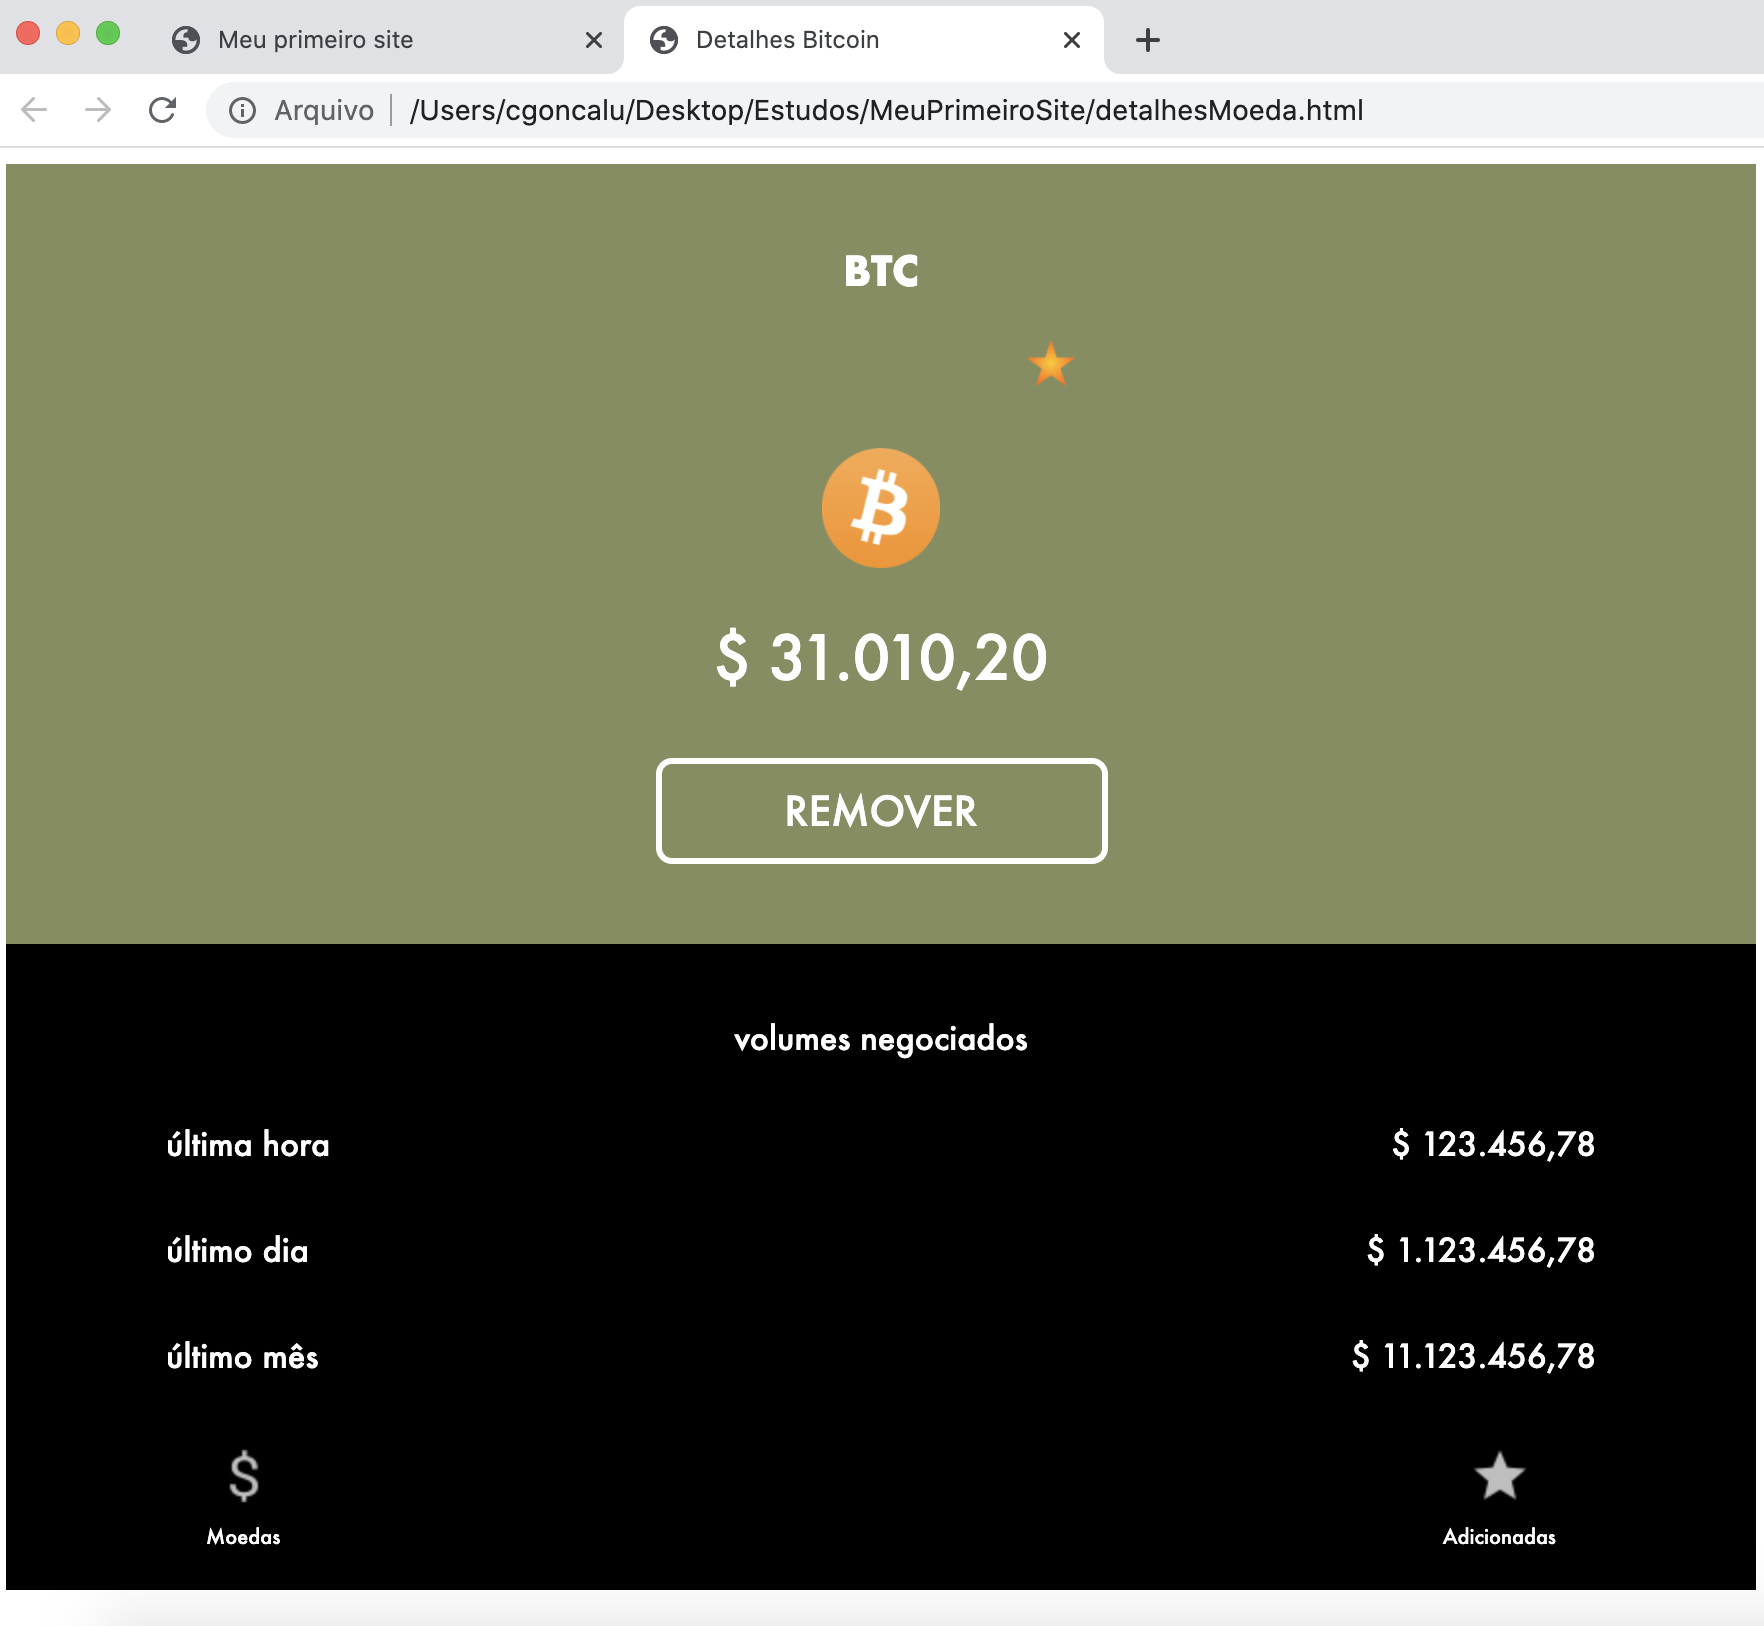 Meu primeiro site
Detalhes Bitcoin
Arquivo /Users/cgoncalu/Desktop/Estudos/MeuPrimeiroSite/detalhesMoeda.html
BTC
$ 31.010,20
REMOVER
volumes negociados
última hora $ 123.456,78
último dia $ 1.123.456,78
último mês $ 11.123.456,78
Moedas Adicionadas